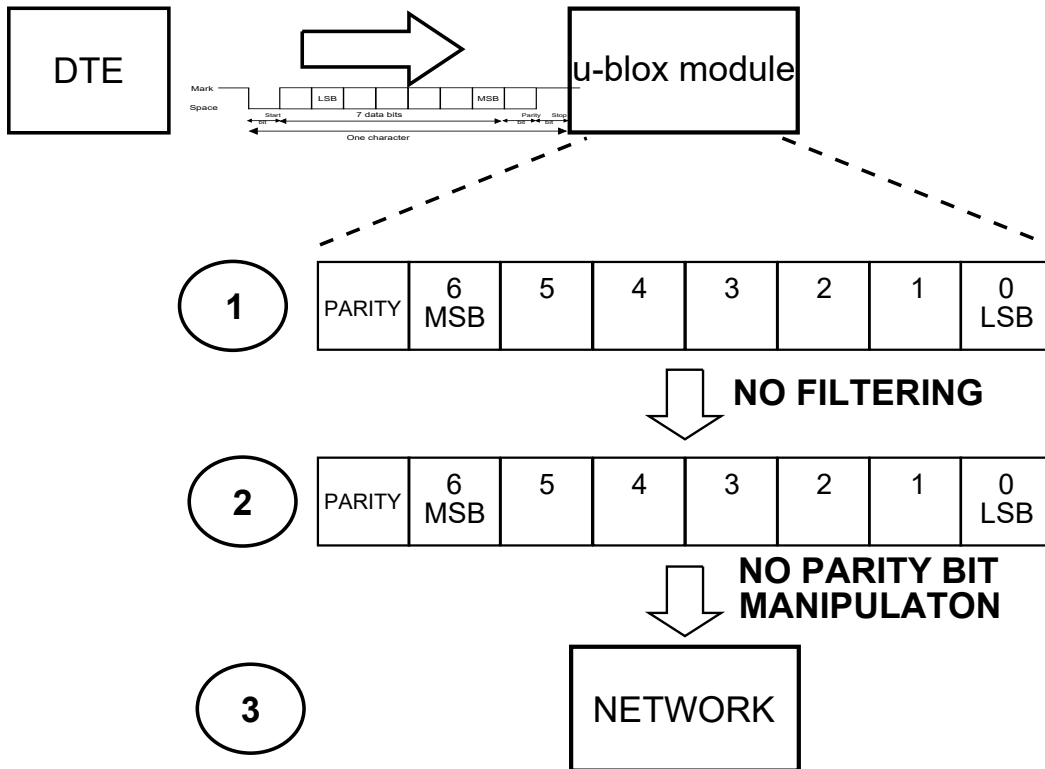 DTE
u-blox module
Mark
Space
LSB
MSB
Start bit
7 data bits
Parity bit
Stop bit
One character
1
PARITY 6 MSB 5 4 3 2 1 0 LSB
NO FILTERING
2
PARITY 6 MSB 5 4 3 2 1 0 LSB
NO PARITY BIT
MANIPULATON
3
NETWORK